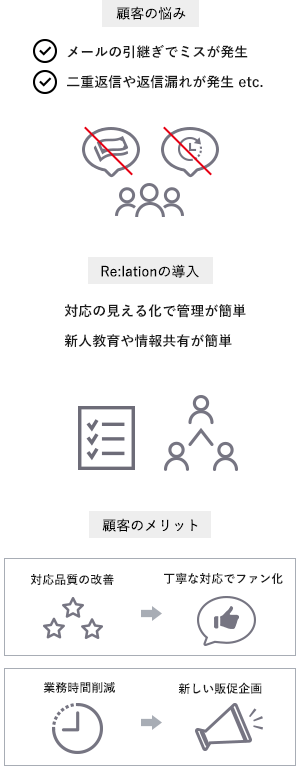 顧客の悩み
メールの引継ぎでミスが発生
二重返信や返信漏れが発生 etc.
Re:lationの導入
対応の見える化で管理が簡単
新人教育や情報共有が簡単
顧客のメリット
対応品質の改善
丁寧な対応でファン化
業務時間削減
新しい販促企画